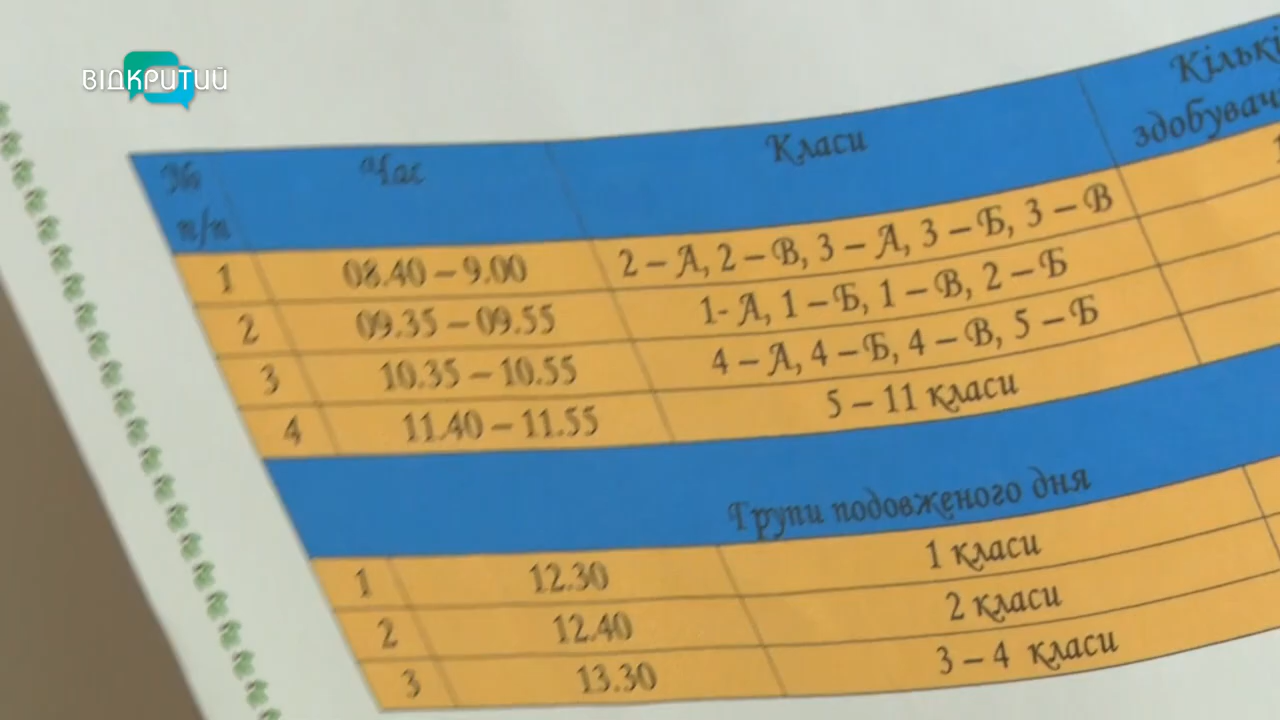 ВІДКРИТИЙ
№ п/п Час Класи
1 08.40 – 9.00 2 – А, 2 – В, 3 – А, 3 – Б, 3 – В
2 09.35 – 09.55 1- А, 1 – Б, 1 – В, 2 – Б
3 10.35 – 10.55 4 – А, 4 – Б, 4 – В, 5 – Б
4 11.40 – 11.55 5 – 11 класи
Групи подовженого дня
1 12.30 1 класи
2 12.40 2 класи
3 13.30 3 – 4 класи